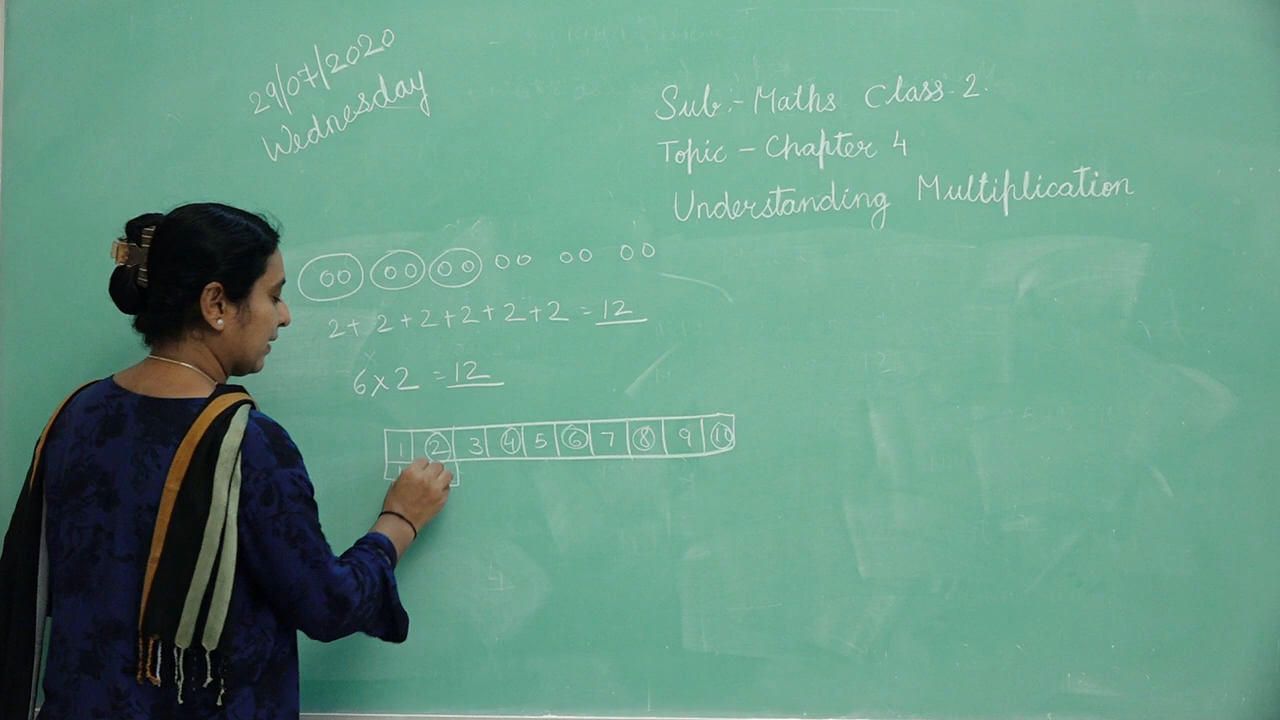 29/07/2020
Wednesday
Sub:- Maths Class-2.
Topic - Chapter 4
Understanding Multiplication
2+2+2+2+2+2=12
6x2=12
1 2 3 4 5 6 7 8 9 10